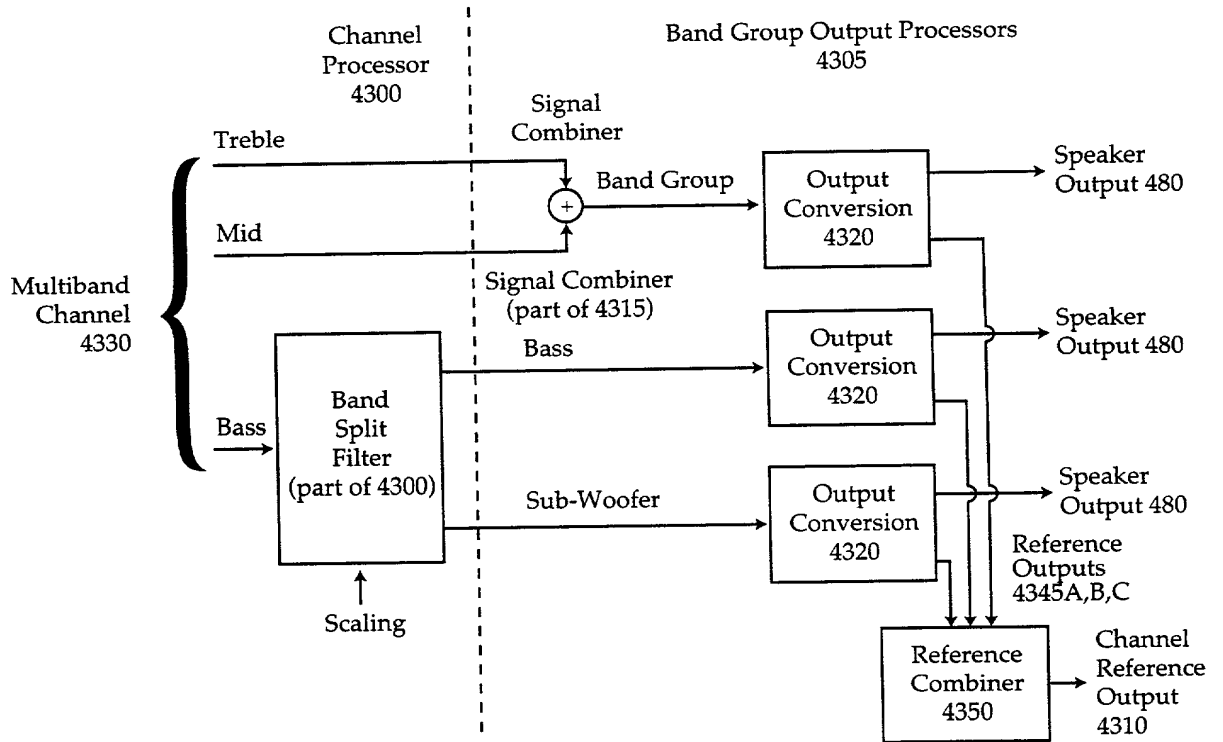 Channel
Processor
4300
Band Group Output Processors
4305
Signal
Combiner
Treble
Mid
Band Group
+
Output
Conversion
4320
Speaker
Output 480
Multiband
Channel
4330
Signal Combiner
(part of 4315)
Bass
Output
Conversion
4320
Speaker
Output 480
Bass
Band
Split
Filter
(part of 4300)
Sub-Woofer
Output
Conversion
4320
Speaker
Output 480
Scaling
Reference
Outputs
4345A,B,C
Reference
Combiner
4350
Channel
Reference
Output
4310